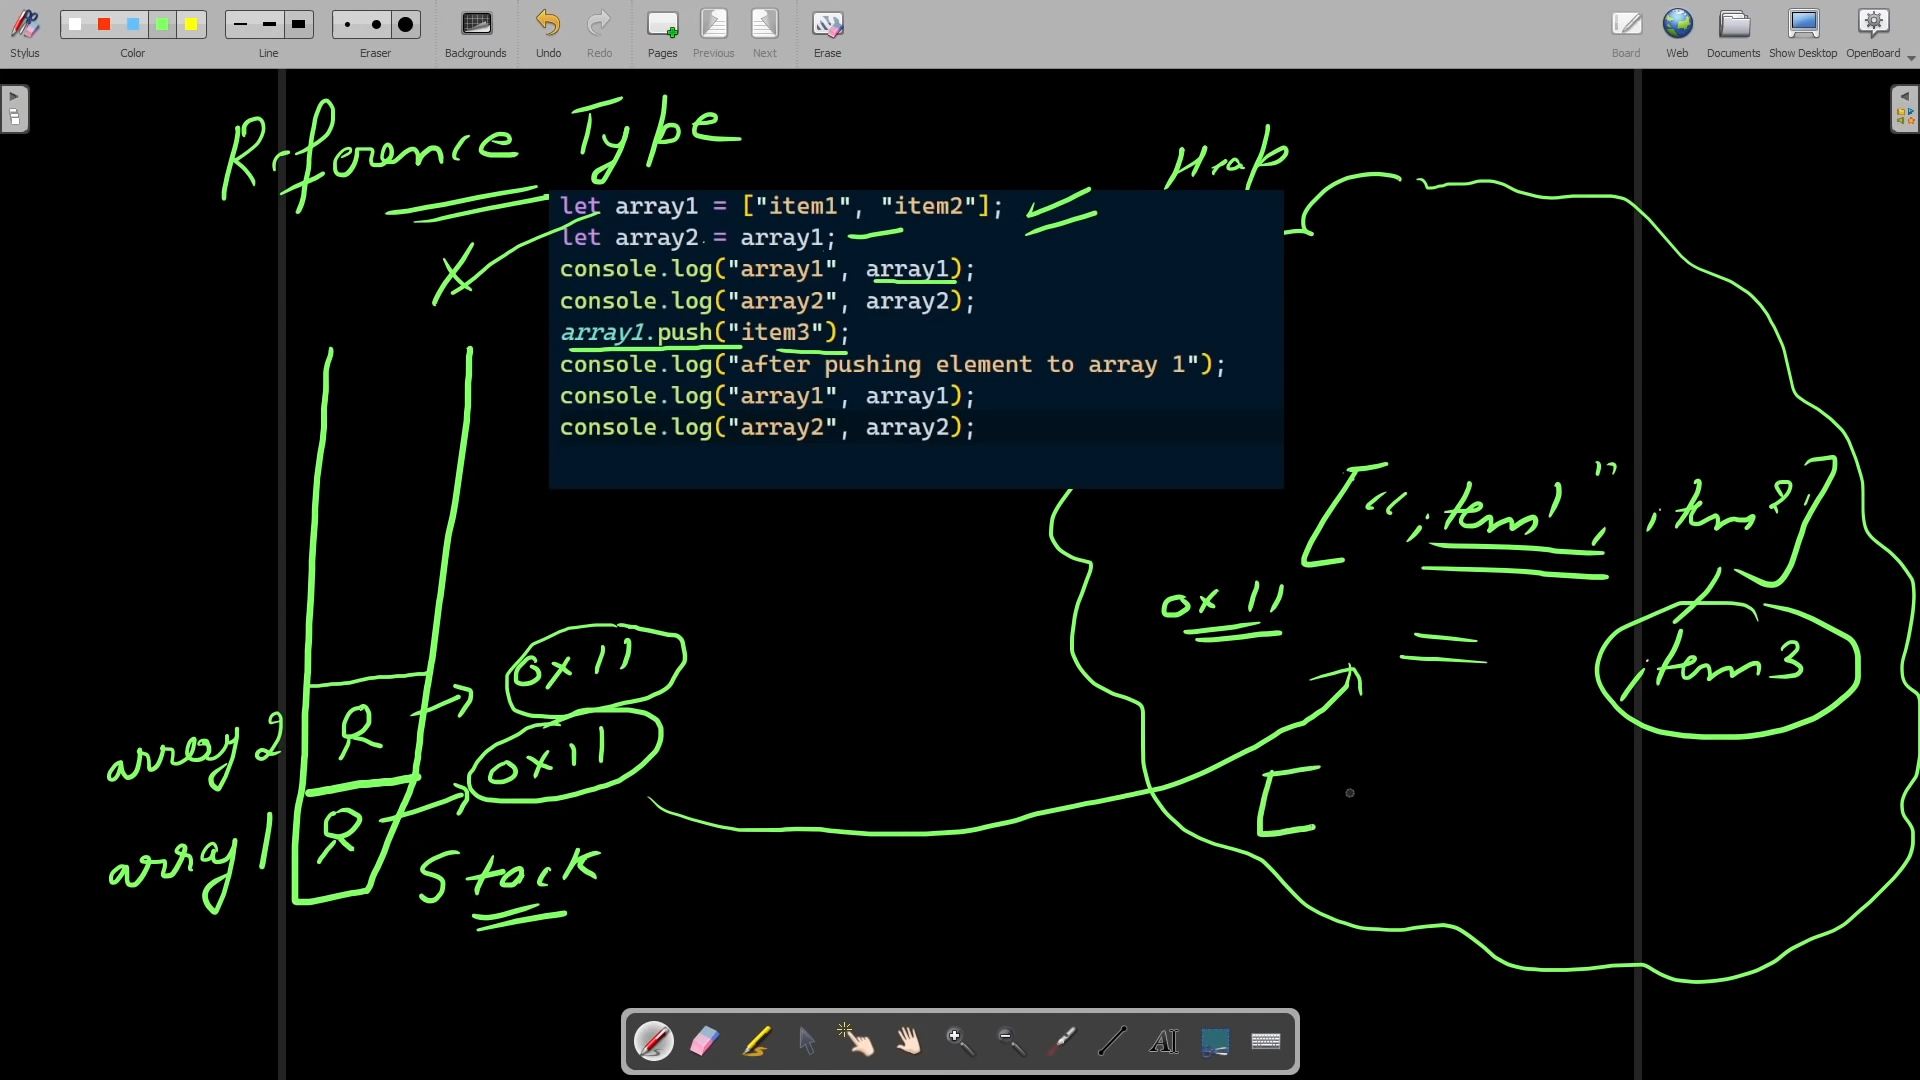 Stylus
Color
Line
Eraser
Backgrounds
Undo
Redo
Pages
Previous
Next
Erase
Board
Web
Documents
Show Desktop
OpenBoard
Reference Type
Heap
let array1 = ["item1", "item2"];
let array2 = array1;
console.log("array1", array1);
console.log("array2", array2);
array1.push("item3");
console.log("after pushing element to array 1");
console.log("array1", array1);
console.log("array2", array2);
["item1", item2"]
0x11
item3
0x11
array2
0x11
array1
Stack
[
AI